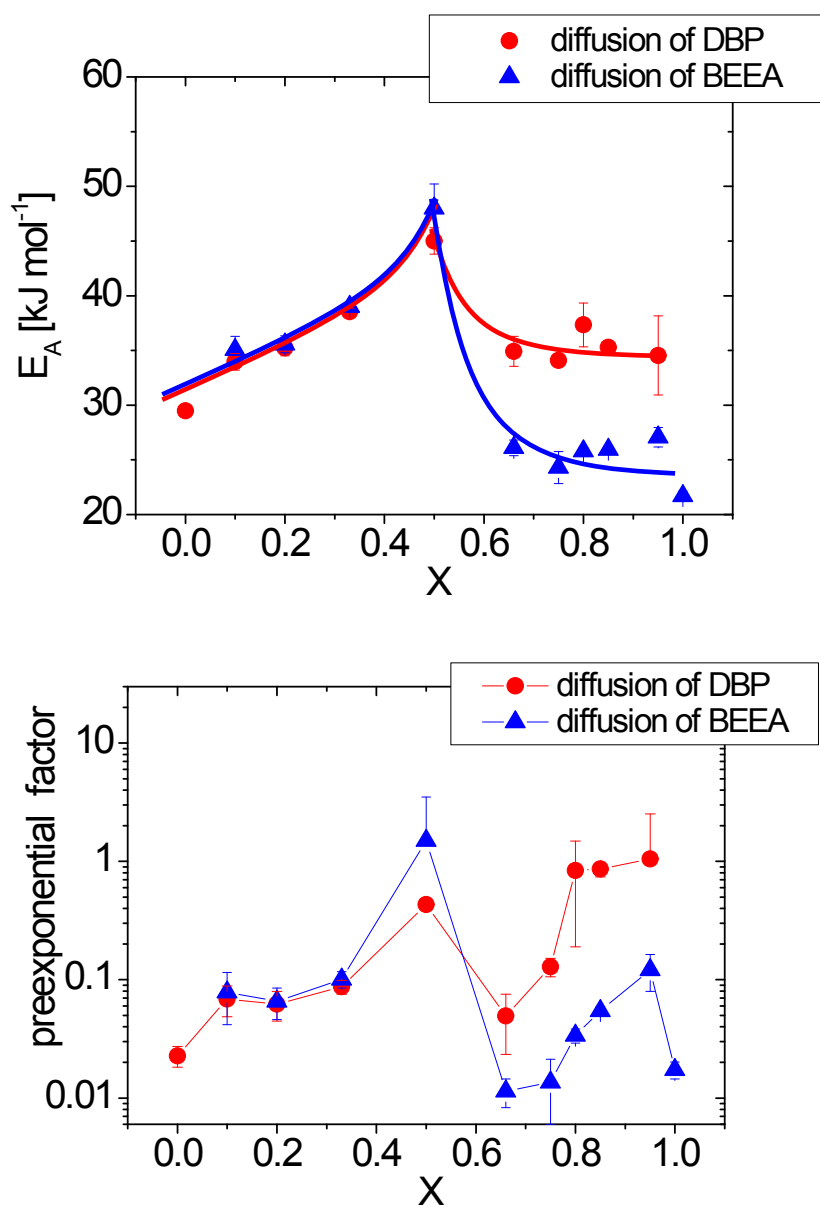 diffusion of DBP
diffusion of BEEA
60
50
40
30
20
E_A [kJ mol⁻¹]
0.0 0.2 0.4 0.6 0.8 1.0
X
diffusion of DBP
diffusion of BEEA
10
1
0.1
0.01
preexponential factor
0.0 0.2 0.4 0.6 0.8 1.0
X